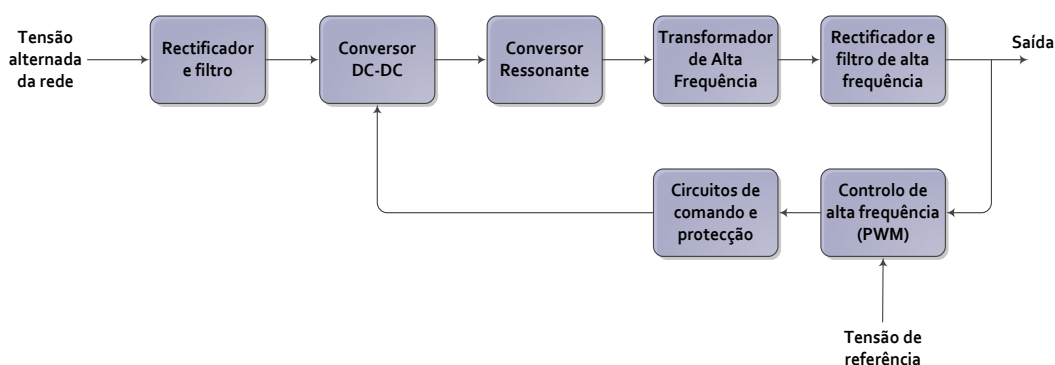 Tensão
alternada
da rede
Rectificador
e filtro
Conversor
DC-DC
Conversor
Ressonante
Transformador
de Alta
Frequência
Rectificador e
filtro de alta
frequência
Saída
Circuitos de
comando e
protecção
Controlo de
alta frequência
(PWM)
Tensão de
referência